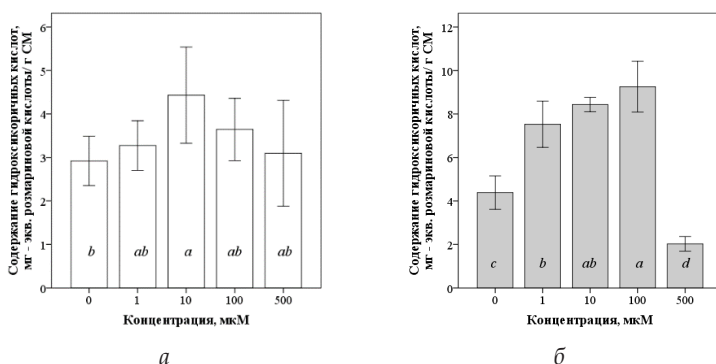 Содержание гидроксикоричных кислот,
мг - экв. розмариновой кислоты/ г СМ
6
5
4
3
2
1
0
b
ab
a
ab
ab
0
1
10
100
500
Концентрация, мкМ
а
Содержание гидроксикоричных кислот,
мг - экв. розмариновой кислоты/ г СМ
12
10
8
6
4
2
0
c
b
ab
a
d
0
1
10
100
500
Концентрация, мкМ
б